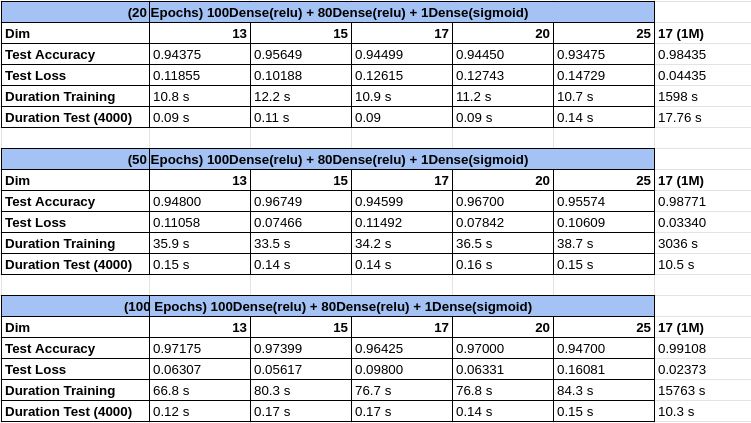 (20 Epochs) 100Dense(relu) + 80Dense(relu) + 1Dense(sigmoid)
Dim 13 15 17 20 25 17 (1M)
Test Accuracy 0.94375 0.95649 0.94499 0.94450 0.93475 0.98435
Test Loss 0.11855 0.10188 0.12615 0.12743 0.14729 0.04435
Duration Training 10.8 s 12.2 s 10.9 s 11.2 s 10.7 s 1598 s
Duration Test (4000) 0.09 s 0.11 s 0.09 0.09 s 0.14 s 17.76 s
(50 Epochs) 100Dense(relu) + 80Dense(relu) + 1Dense(sigmoid)
Dim 13 15 17 20 25 17 (1M)
Test Accuracy 0.94800 0.96749 0.94599 0.96700 0.95574 0.98771
Test Loss 0.11058 0.07466 0.11492 0.07842 0.10609 0.03340
Duration Training 35.9 s 33.5 s 34.2 s 36.5 s 38.7 s 3036 s
Duration Test (4000) 0.15 s 0.14 s 0.14 s 0.16 s 0.15 s 10.5 s
(100 Epochs) 100Dense(relu) + 80Dense(relu) + 1Dense(sigmoid)
Dim 13 15 17 20 25 17 (1M)
Test Accuracy 0.97175 0.97399 0.96425 0.97000 0.94700 0.99108
Test Loss 0.06307 0.05617 0.09800 0.06331 0.16081 0.02373
Duration Training 66.8 s 80.3 s 76.7 s 76.8 s 84.3 s 15763 s
Duration Test (4000) 0.12 s 0.17 s 0.17 s 0.14 s 0.15 s 10.3 s